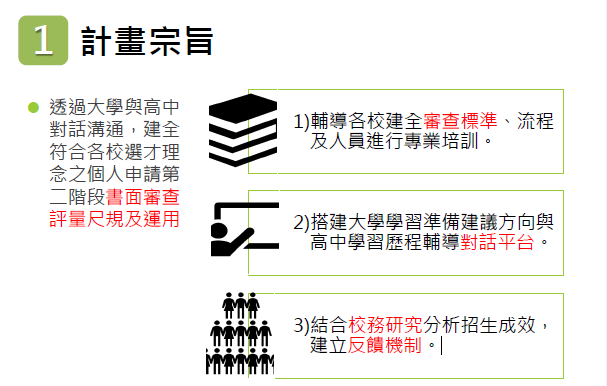 1 計畫宗旨
透過大學與高中
對話溝通，建全
符合各校選才理
念之個人申請第
二階段書面審查
評量尺規及運用
1)輔導各校建全審查標準、流程
及人員進行專業培訓。
2)搭建大學學習準備建議方向與
高中學習歷程輔導對話平台。
3)結合校務研究分析招生成效，
建立反饋機制。